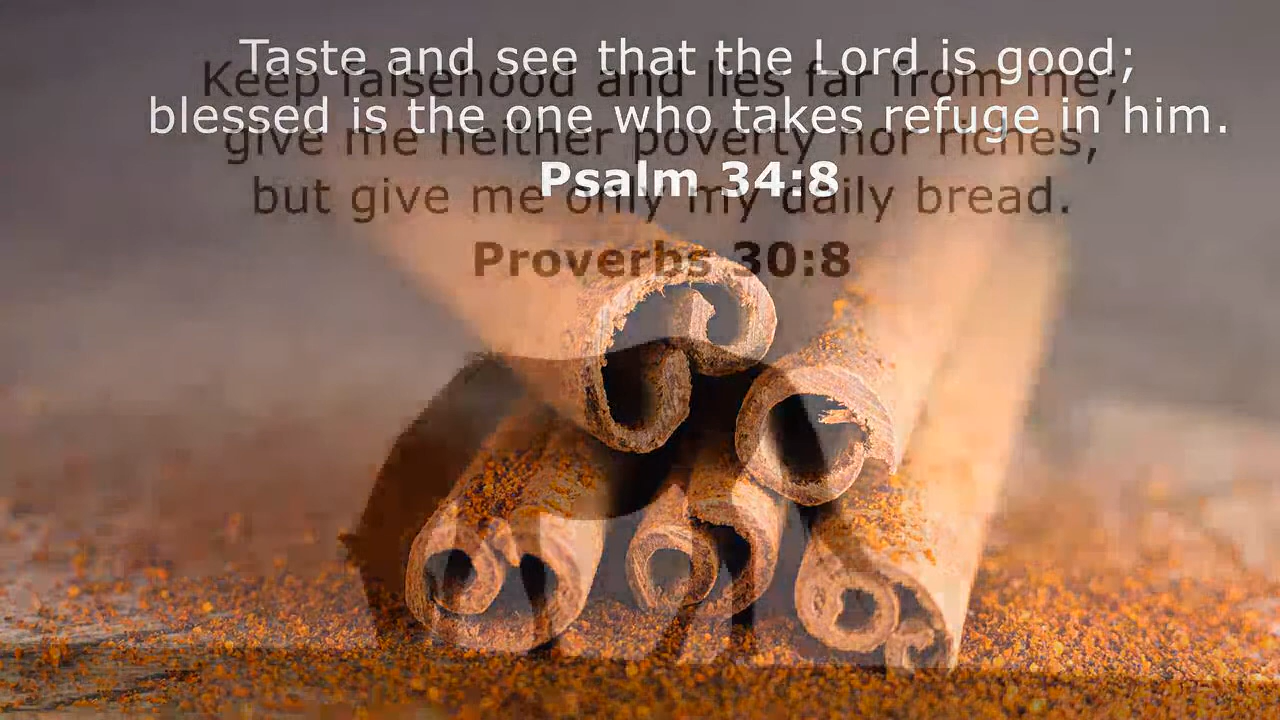 Taste and see that the Lord is good;
blessed is the one who takes refuge in him.
Psalm 34:8
Keep falsehood and lies far from me;
give me neither poverty nor riches,
but give me only my daily bread.
Proverbs 30:8